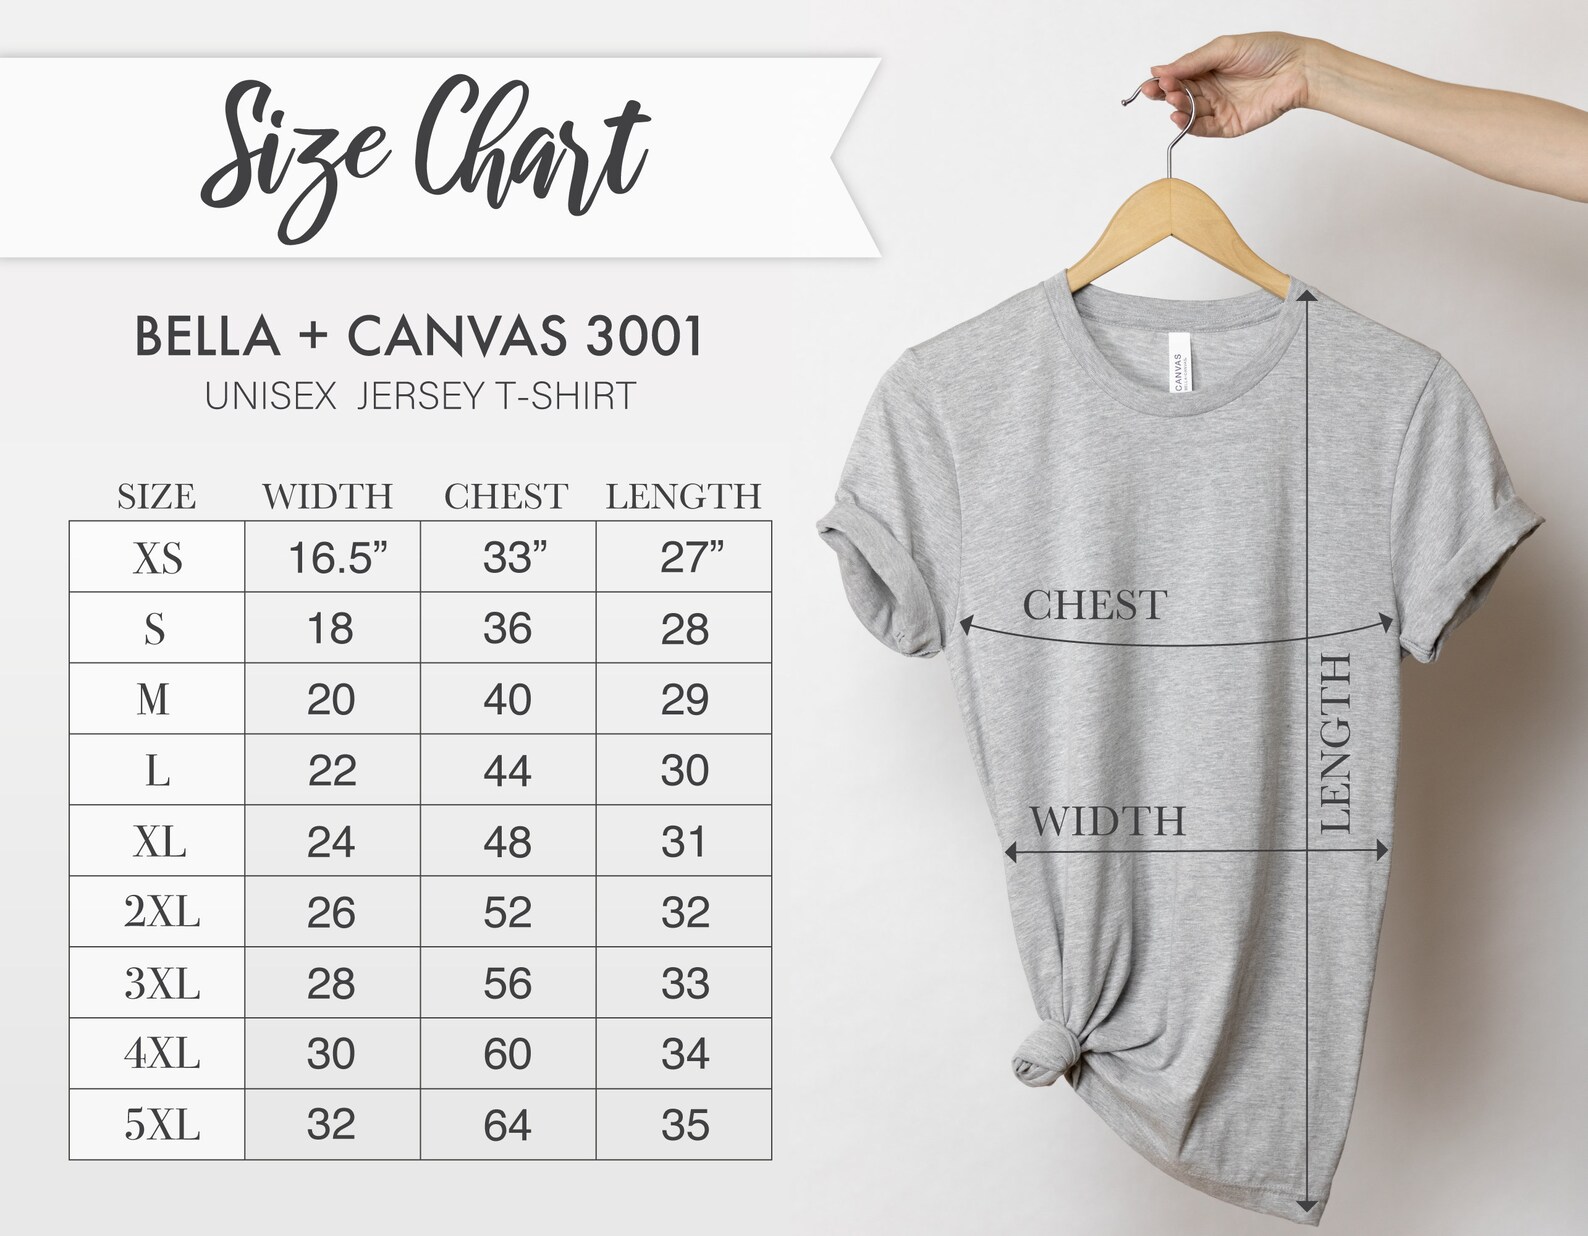 Size Chart
BELLA + CANVAS 3001
UNISEX JERSEY T-SHIRT
SIZE WIDTH CHEST LENGTH
XS 16.5” 33” 27”
S 18 36 28
M 20 40 29
L 22 44 30
XL 24 48 31
2XL 26 52 32
3XL 28 56 33
4XL 30 60 34
5XL 32 64 35
CANVAS
CHEST
LENGTH
WIDTH